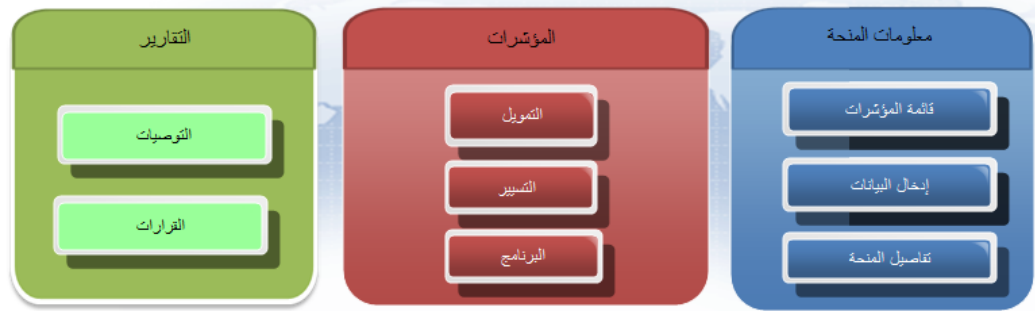 معلومات المنحة
قائمة المؤشرات
إدخال البيانات
تفاصيل المنحة
المؤشرات
التمويل
التسيير
البرنامج
التقارير
التوصيات
القرارات